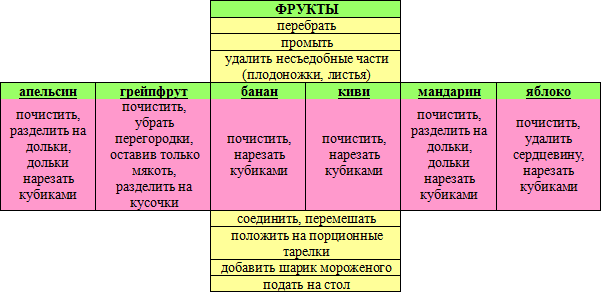 ФРУКТЫ
перебрать
промыть
удалить несъедобные части
(плодоножки, листья)
апельсин грейпфрут банан киви мандарин яблоко
почистить,
разделить на
дольки,
дольки
нарезать
кубиками
почистить,
убрать
перегородки,
оставив только
мякоть,
разделить на
кусочки
почистить,
нарезать
кубиками
почистить,
нарезать
кубиками
почистить,
разделить на
дольки,
дольки
нарезать
кубиками
почистить,
удалить
сердцевину,
нарезать
кубиками
соединить, перемешать
положить на порционные
тарелки
добавить шарик мороженого
подать на стол